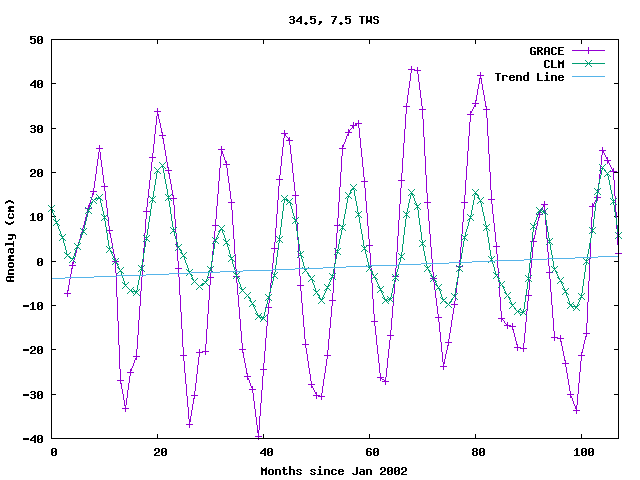 34.5, 7.5 TWS
GRACE
CLM
Trend Line
50
40
30
20
10
0
-10
-20
-30
-40
Anomaly (cm)
0 20 40 60 80 100
Months since Jan 2002